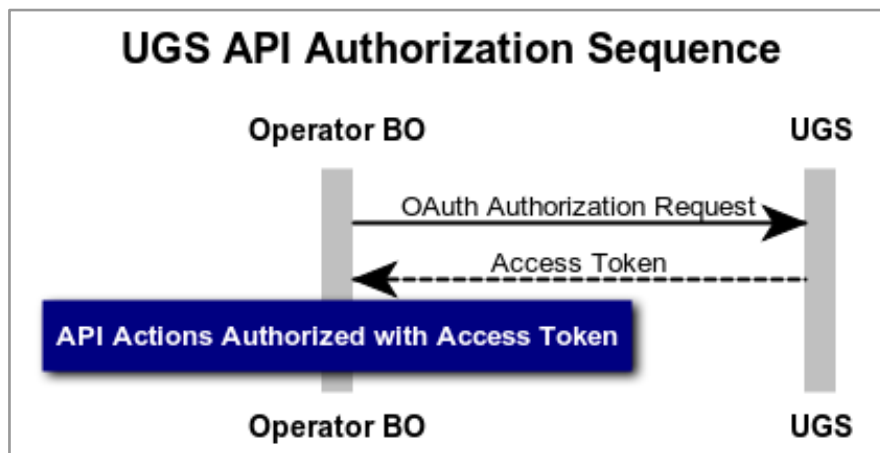 UGS API Authorization Sequence
Operator BO UGS
OAuth Authorization Request
Access Token
API Actions Authorized with Access Token
Operator BO UGS